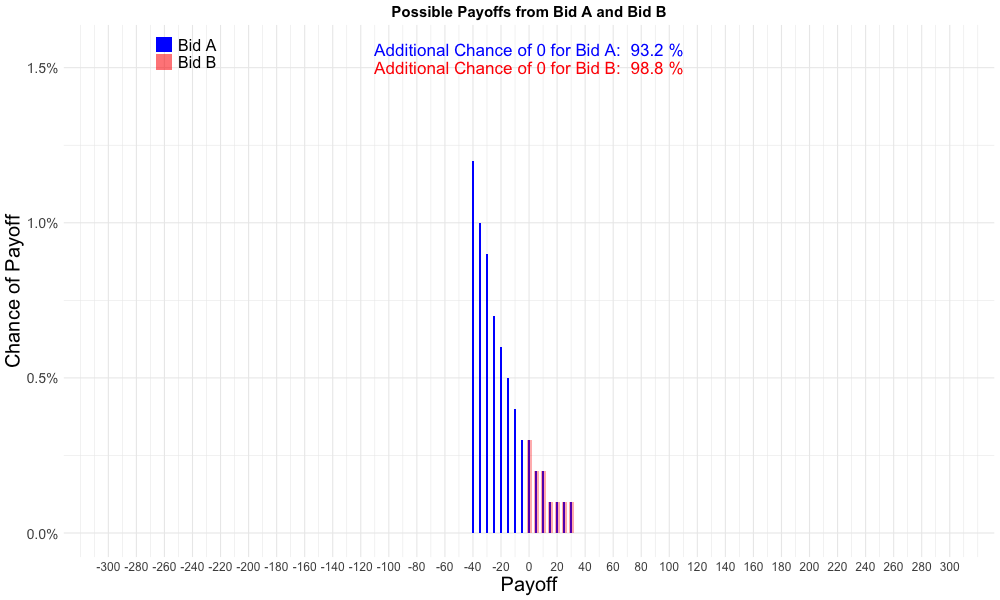 Possible Payoffs from Bid A and Bid B
Bid A
Bid B
Additional Chance of 0 for Bid A:  93.2 %
Additional Chance of 0 for Bid B:  98.8 %
Chance of Payoff
1.5%
1.0%
0.5%
0.0%
-300 -280 -260 -240 -220 -200 -180 -160 -140 -120 -100 -80 -60 -40 -20 0 20 40 60 80 100 120 140 160 180 200 220 240 260 280 300
Payoff